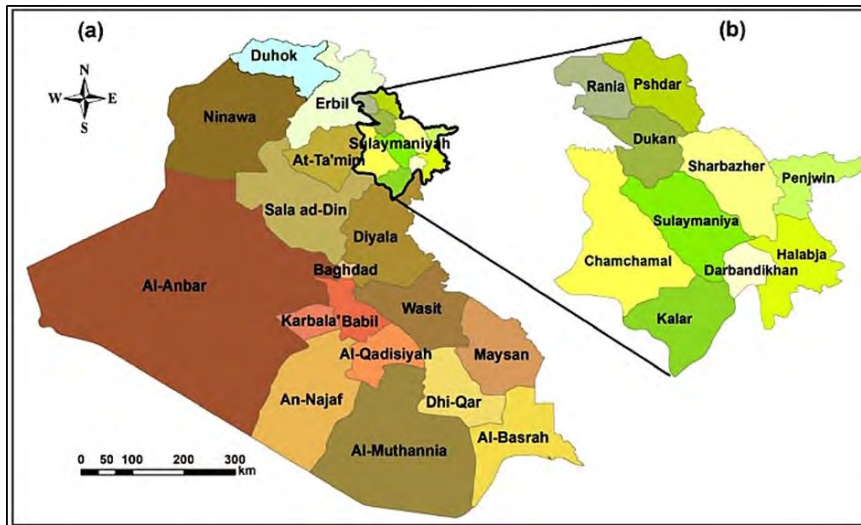 (a)
N
W E
S
Duhok
Ninawa
Erbil
At-Ta'mim
Sulaymaniyah
Sala ad-Din
Diyala
Baghdad
Al-Anbar
Karbala'
Babil
Wasit
Al-Qadisiyah
Maysan
An-Najaf
Dhi-Qar
Al-Muthannia
Al-Basrah
0 50 100 200 300
km
(b)
Rania
Pshdar
Dukan
Sharbazher
Penjwin
Sulaymaniya
Halabja
Chamchamal
Darbandikhan
Kalar